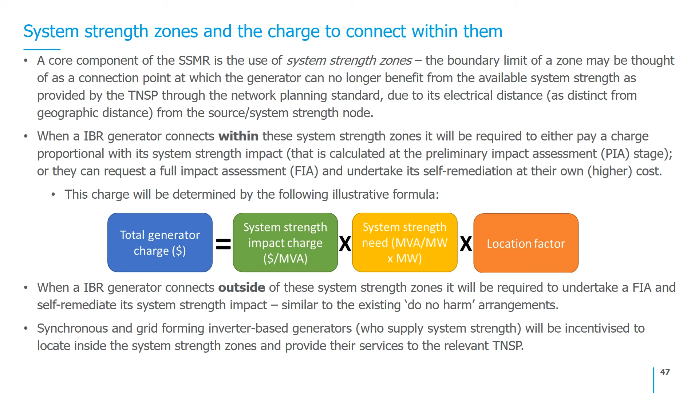 System strength zones and the charge to connect within them
• A core component of the SSMR is the use of system strength zones – the boundary limit of a zone may be thought
of as a connection point at which the generator can no longer benefit from the available system strength as
provided by the TNSP through the network planning standard, due to its electrical distance (as distinct from
geographic distance) from the source/system strength node.
• When a IBR generator connects within these system strength zones it will be required to either pay a charge
proportional with its system strength impact (that is calculated at the preliminary impact assessment (PIA) stage);
or they can request a full impact assessment (FIA) and undertake its self-remediation at their own (higher) cost.
• This charge will be determined by the following illustrative formula:
Total generator
charge ($)
=
System strength
impact charge
($/MVA)
X
System strength
need (MVA/MW
x MW)
X
Location factor
• When a IBR generator connects outside of these system strength zones it will be required to undertake a FIA and
self-remediate its system strength impact – similar to the existing 'do no harm' arrangements.
• Synchronous and grid forming inverter-based generators (who supply system strength) will be incentivised to
locate inside the system strength zones and provide their services to the relevant TNSP.
47